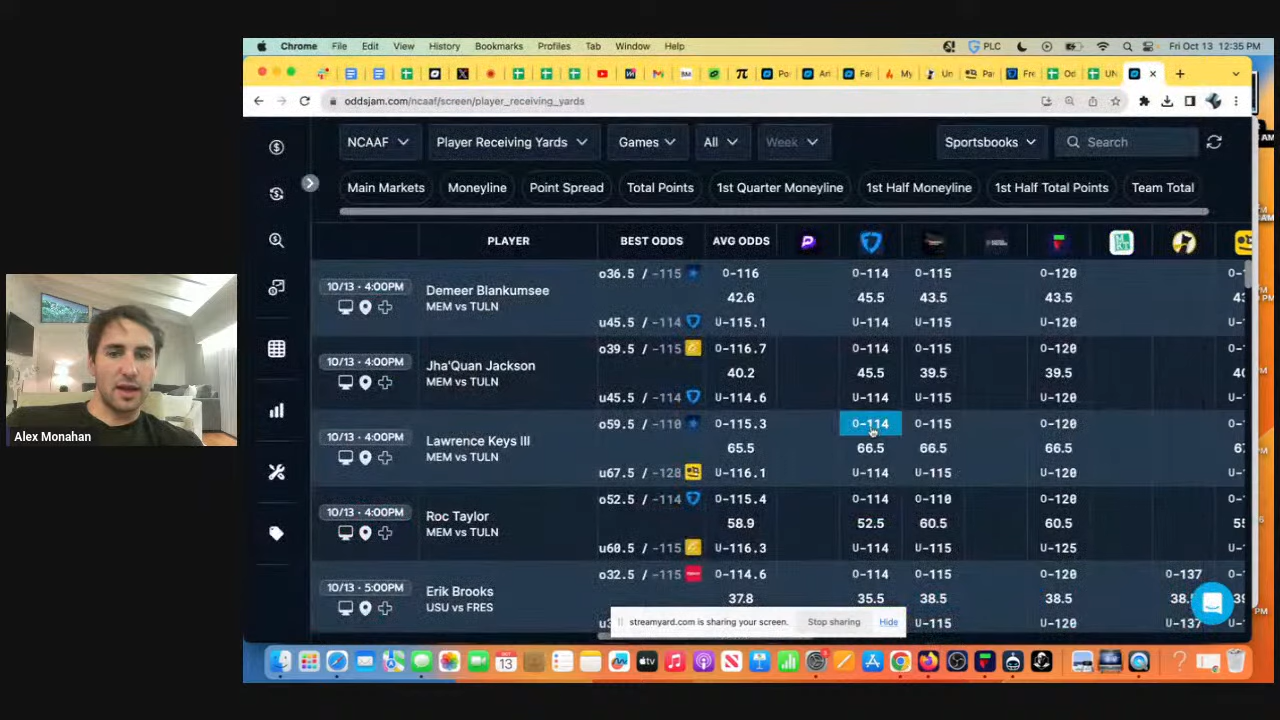 Chrome File Edit View History Bookmarks Profiles Tab Window Help PLC Fri Oct 13 12:35 PM
oddsjam.com/ncaaf/screen/player_receiving_yards
NCAAF Player Receiving Yards Games All Week Sportsbooks Search
Main Markets Moneyline Point Spread Total Points 1st Quarter Moneyline 1st Half Moneyline 1st Half Total Points Team Total
PLAYER BEST ODDS AVG ODDS
10/13 • 4:00PM Demeer Blankumsee MEM vs TULN
o36.5 / -115 O-116 O-114 O-115 O-120
42.6 45.5 43.5 43.5
u45.5 / -114 U-115.1 U-114 U-115 U-120
10/13 • 4:00PM Jha'Quan Jackson MEM vs TULN
o39.5 / -115 O-116.7 O-114 O-115 O-120
40.2 45.5 39.5 39.5
u45.5 / -114 U-114.6 U-114 U-115 U-120
10/13 • 4:00PM Lawrence Keys III MEM vs TULN
o59.5 / -110 O-115.3 O-114 O-115 O-120
65.5 66.5 66.5 66.5
u67.5 / -128 U-116.1 U-114 U-115 U-120
10/13 • 4:00PM Roc Taylor MEM vs TULN
o52.5 / -114 O-115.4 O-114 O-110 O-120
58.9 52.5 60.5 60.5
u60.5 / -115 U-116.3 U-114 U-115 U-125
10/13 • 5:00PM Erik Brooks USU vs FRES
o32.5 / -115 O-114.6 O-114 O-115 O-120 O-137
37.8 35.5 38.5 38.5
U-115 U-120 U-137
streamyard.com is sharing your screen. Stop sharing Hide
Alex Monahan